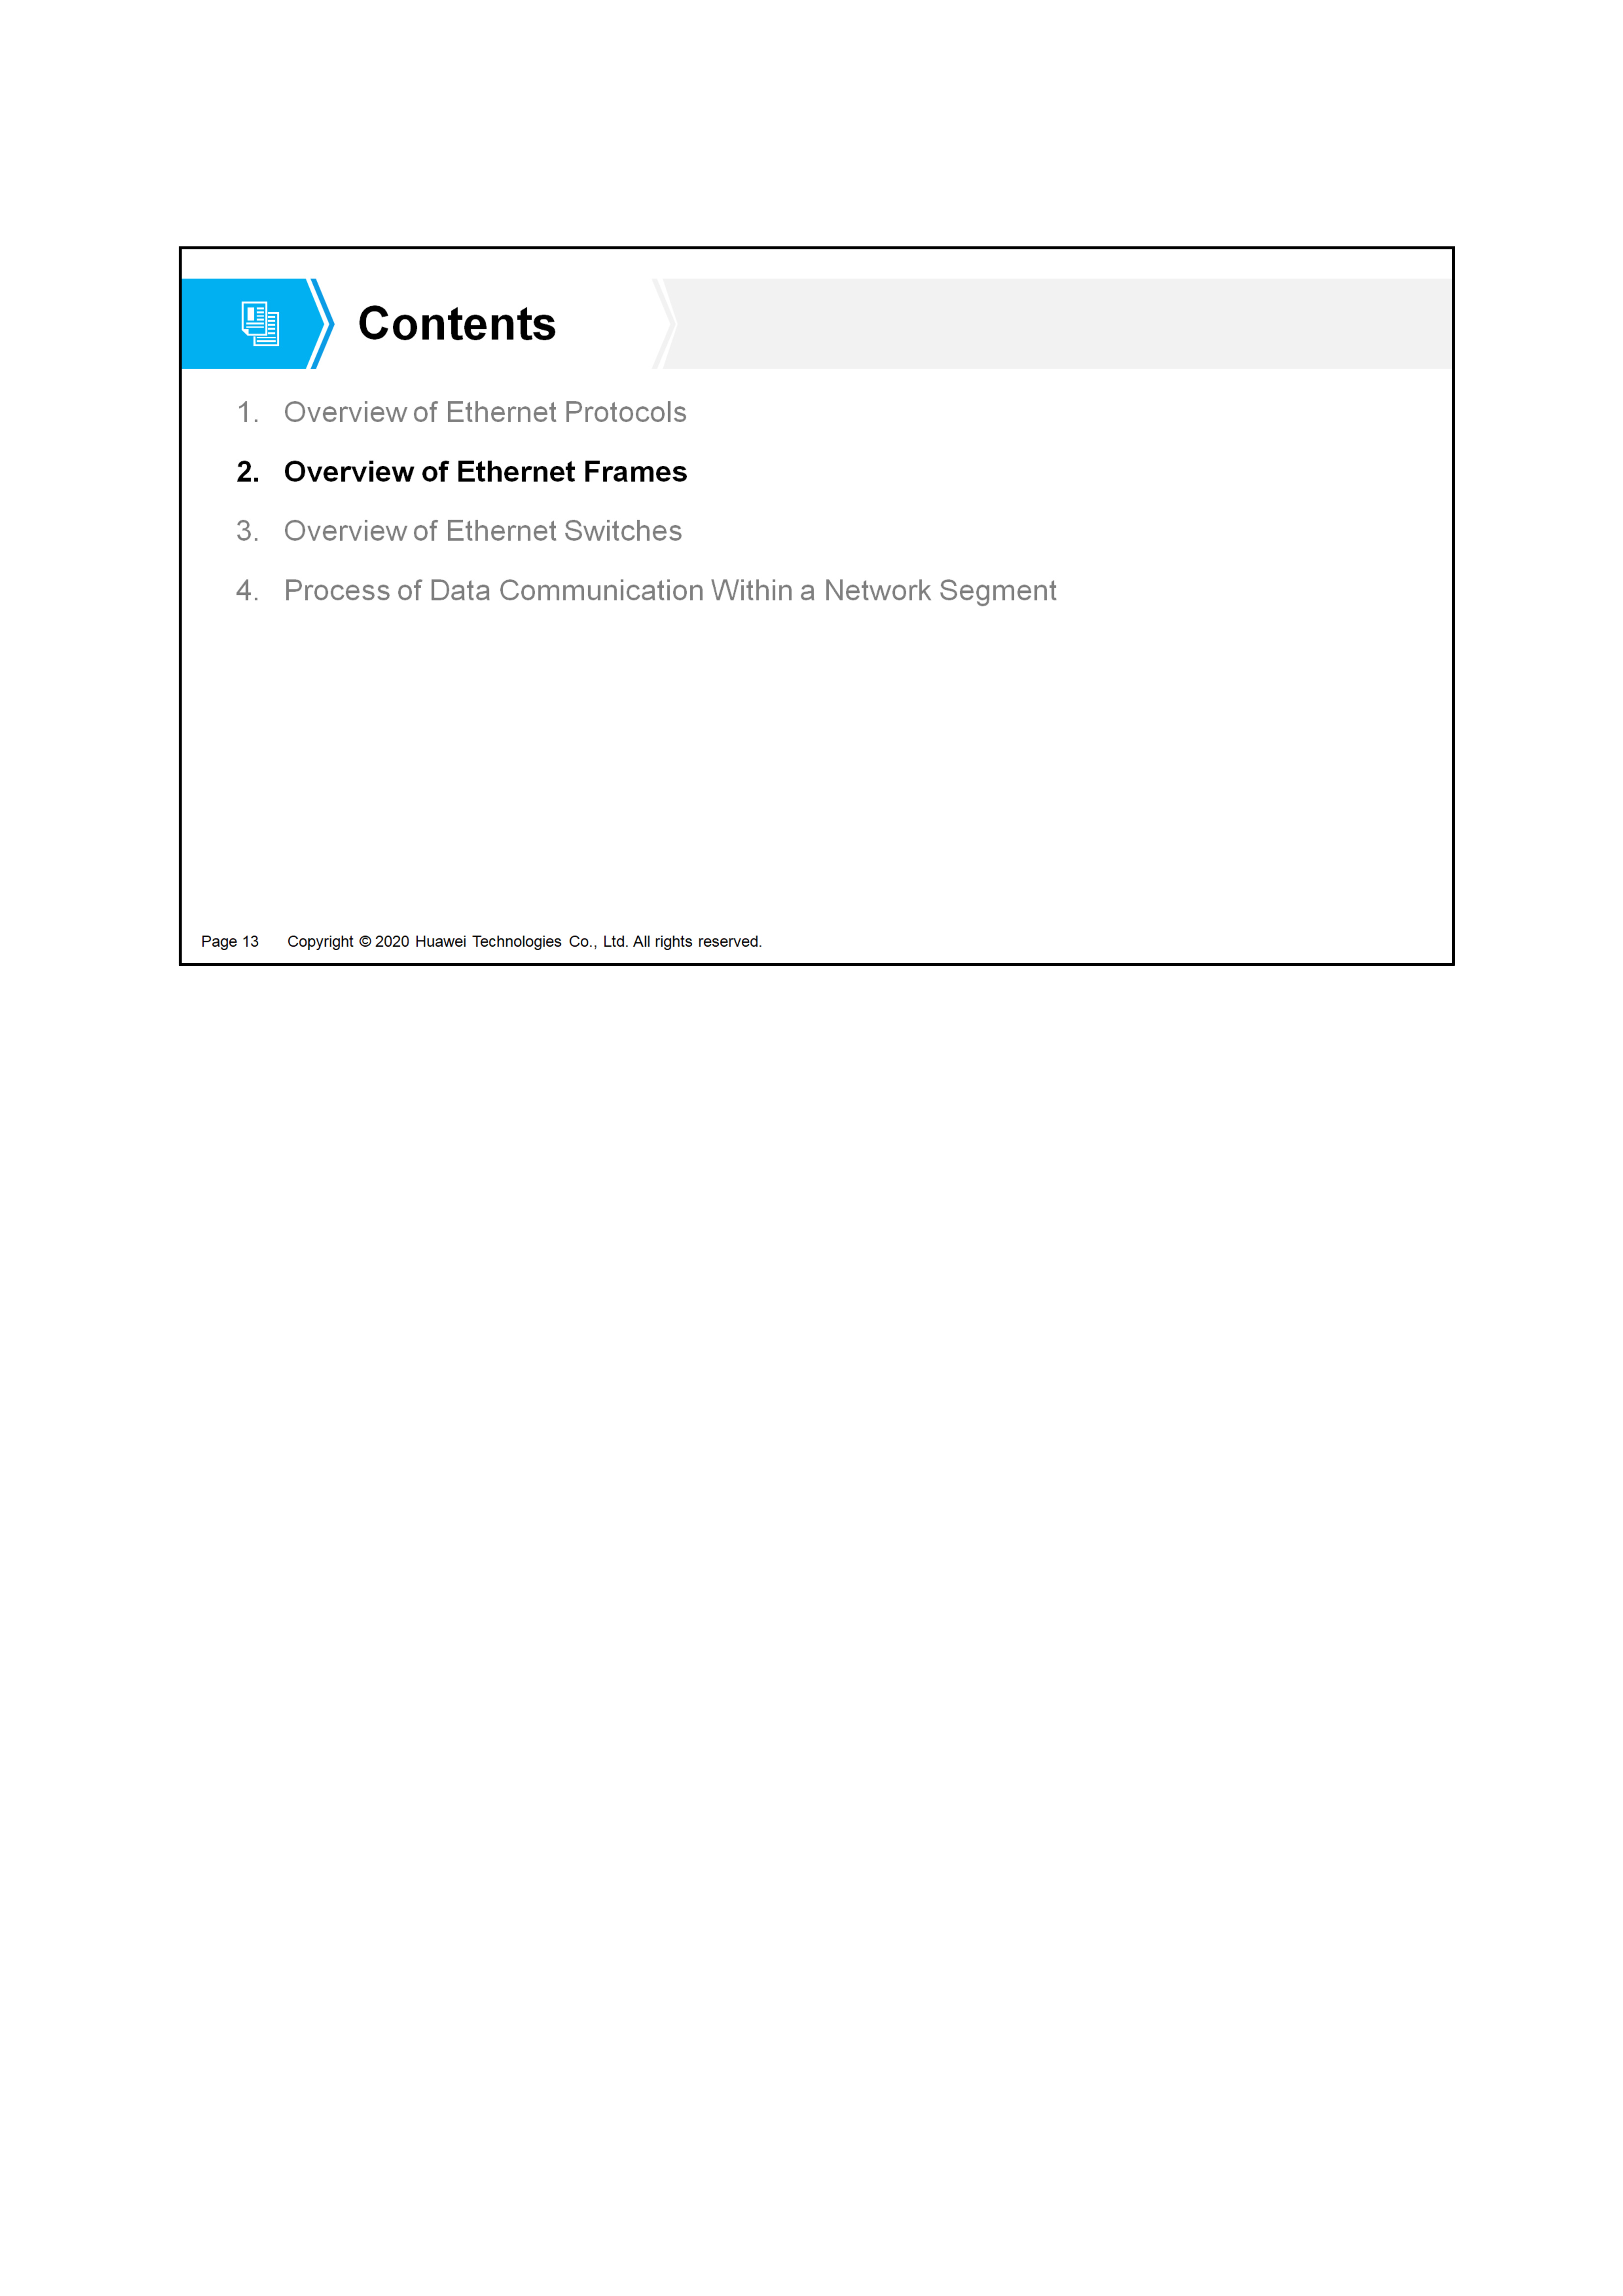 Contents
1. Overview of Ethernet Protocols
2. Overview of Ethernet Frames
3. Overview of Ethernet Switches
4. Process of Data Communication Within a Network Segment
Page 13 Copyright © 2020 Huawei Technologies Co., Ltd. All rights reserved.